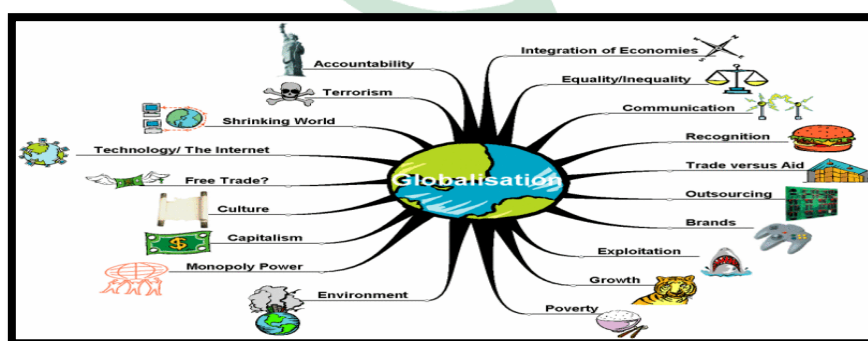 Accountability
Terrorism
Shrinking World
Technology/ The Internet
Free Trade?
Culture
Capitalism
Monopoly Power
Environment
Globalisation
Integration of Economies
Equality/Inequality
Communication
Recognition
Trade versus Aid
Outsourcing
Brands
Exploitation
Growth
Poverty